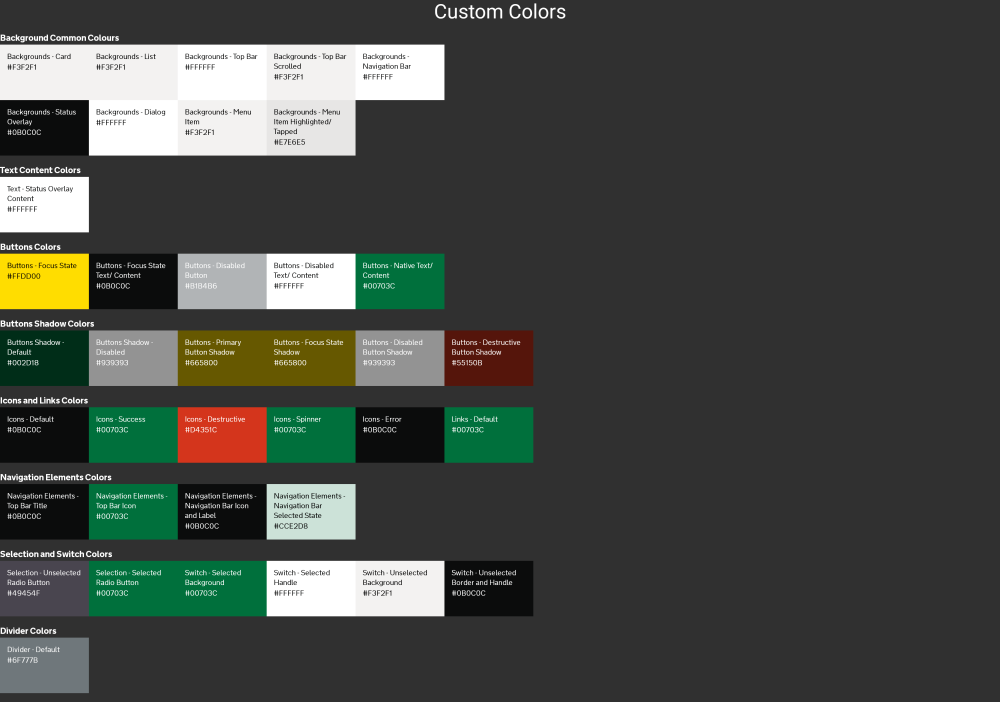 Custom Colors
Background Common Colours
Backgrounds - Card
#F3F2F1
Backgrounds - List
#F3F2F1
Backgrounds - Top Bar
#FFFFFF
Backgrounds - Top Bar
Scrolled
#F3F2F1
Backgrounds -
Navigation Bar
#FFFFFF
Backgrounds - Status
Overlay
#0B0C0C
Backgrounds - Dialog
#FFFFFF
Backgrounds - Menu
Item
#F3F2F1
Backgrounds - Menu
Item Highlighted/
Tapped
#E7E6E5
Text Content Colors
Text - Status Overlay
Content
#FFFFFF
Buttons Colors
Buttons - Focus State
#FFDD00
Buttons - Focus State
Text/ Content
#0B0C0C
Buttons - Disabled
Button
#B1B4B6
Buttons - Disabled
Text/ Content
#FFFFFF
Buttons - Native Text/
Content
#00703C
Buttons Shadow Colors
Buttons Shadow -
Default
#002D18
Buttons Shadow -
Disabled
#939393
Buttons - Primary
Button Shadow
#665800
Buttons - Focus State
Shadow
#665800
Buttons - Disabled
Button Shadow
#939393
Buttons - Destructive
Button Shadow
#55150B
Icons and Links Colors
Icons - Default
#0B0C0C
Icons - Success
#00703C
Icons - Destructive
#D4351C
Icons - Spinner
#00703C
Icons - Error
#0B0C0C
Links - Default
#00703C
Navigation Elements Colors
Navigation Elements -
Top Bar Title
#0B0C0C
Navigation Elements -
Top Bar Icon
#00703C
Navigation Elements -
Navigation Bar Icon
and Label
#0B0C0C
Navigation Elements -
Navigation Bar
Selected State
#CCE2D8
Selection and Switch Colors
Selection - Unselected
Radio Button
#49454F
Selection - Selected
Radio Button
#00703C
Switch - Selected
Background
#00703C
Switch - Selected
Handle
#FFFFFF
Switch - Unselected
Background
#F3F2F1
Switch - Unselected
Border and Handle
#0B0C0C
Divider Colors
Divider - Default
#6F777B